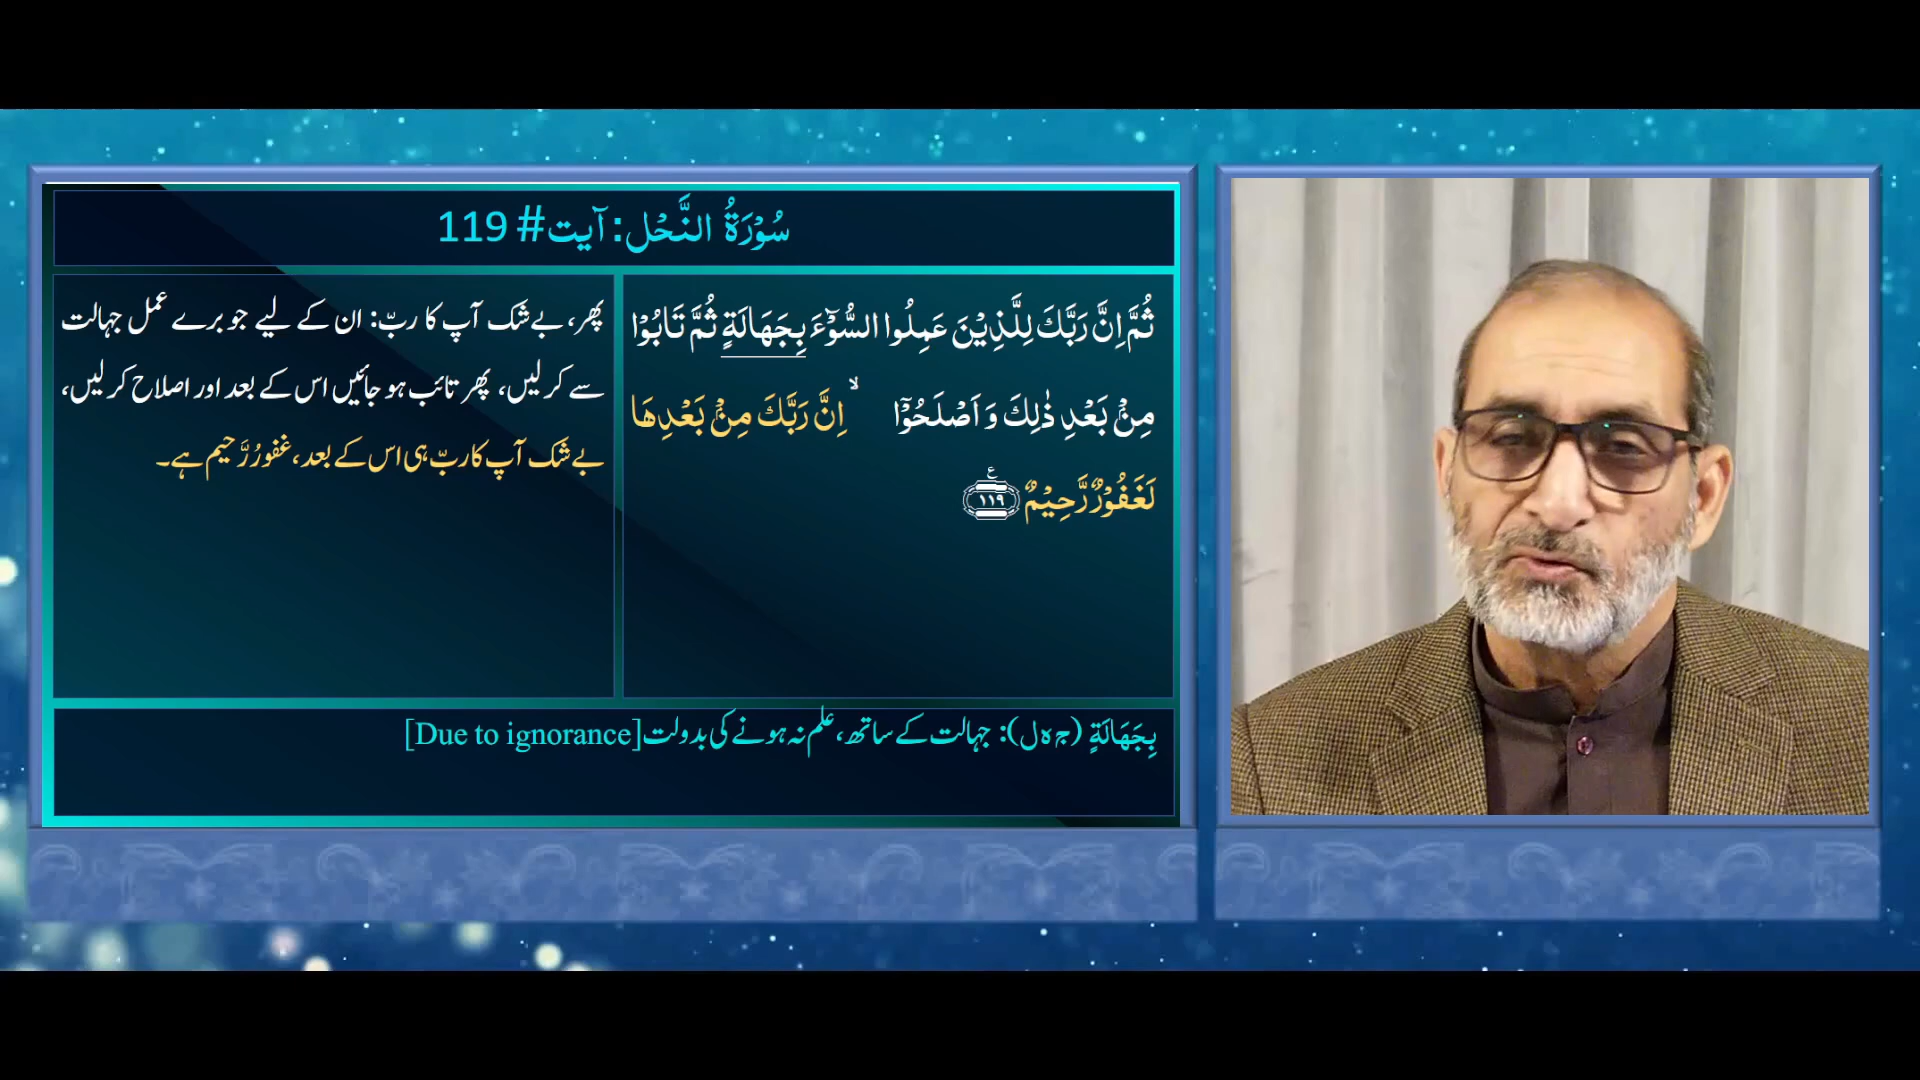 سُوْرَةُ النَّحْل: آیت# 119
ثُمَّ اِنَّ رَبَّكَ لِلَّذِيْنَ عَمِلُوا السُّوْٓءَ بِجَهَالَةٍ ثُمَّ تَابُوْا
مِنْۢ بَعْدِ ذٰلِكَ وَ اَصْلَحُوْۤا ۙ اِنَّ رَبَّكَ مِنْۢ بَعْدِهَا
لَغَفُوْرٌ رَّحِيْمٌ ع ۱۱۹
پھر، بے شک آپ کا ربّ: ان کے لیے جو برے عمل جہالت
سے کر لیں، پھر تائب ہو جائیں اس کے بعد اور اصلاح کر لیں،
بے شک آپ کا ربّ ہی اس کے بعد، غفورُ رَّحیم ہے۔
بِجَهَالَةٍ (ج ہ ل): جہالت کے ساتھ، علم نہ ہونے کی بدولت [Due to ignorance]